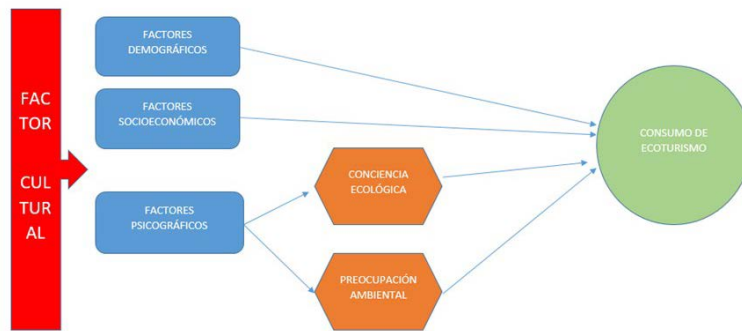 FAC
TOR
CUL
TUR
AL
FACTORES
DEMOGRÁFICOS
FACTORES
SOCIOECONÓMICOS
FACTORES
PSICOGRÁFICOS
CONCIENCIA
ECOLÓGICA
PREOCUPACIÓN
AMBIENTAL
CONSUMO DE
ECOTURISMO